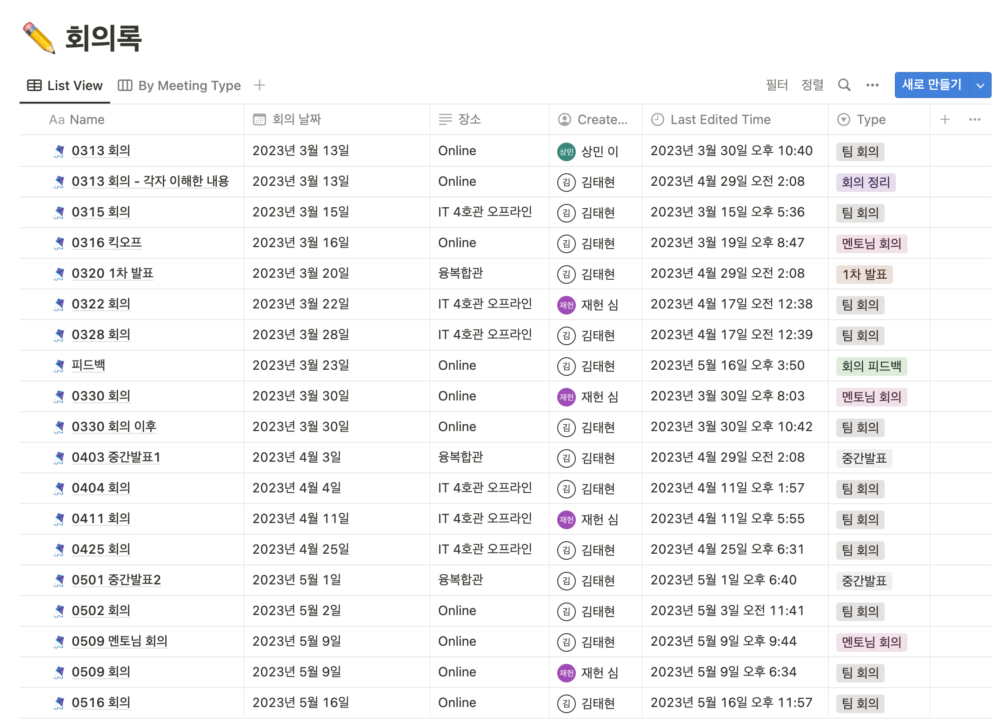 회의록
List View By Meeting Type 필터 정렬 새로 만들기
Aa Name 회의 날짜 장소 Create... Last Edited Time Type
0313 회의 2023년 3월 13일 Online 상민 상민 이 2023년 3월 30일 오후 10:40 팀 회의
0313 회의 - 각자 이해한 내용 2023년 3월 13일 Online 김 김태현 2023년 4월 29일 오전 2:08 회의 정리
0315 회의 2023년 3월 15일 IT 4호관 오프라인 김 김태현 2023년 3월 15일 오후 5:36 팀 회의
0316 킥오프 2023년 3월 16일 Online 김 김태현 2023년 3월 19일 오후 8:47 멘토님 회의
0320 1차 발표 2023년 3월 20일 융복합관 김 김태현 2023년 4월 29일 오전 2:08 1차 발표
0322 회의 2023년 3월 22일 IT 4호관 오프라인 재헌 재헌 심 2023년 4월 17일 오전 12:38 팀 회의
0328 회의 2023년 3월 28일 IT 4호관 오프라인 김 김태현 2023년 4월 17일 오전 12:39 팀 회의
피드백 2023년 3월 23일 Online 김 김태현 2023년 5월 16일 오후 3:50 회의 피드백
0330 회의 2023년 3월 30일 Online 재헌 재헌 심 2023년 3월 30일 오후 8:03 멘토님 회의
0330 회의 이후 2023년 3월 30일 Online 김 김태현 2023년 3월 30일 오후 10:42 팀 회의
0403 중간발표1 2023년 4월 3일 융복합관 김 김태현 2023년 4월 29일 오전 2:08 중간발표
0404 회의 2023년 4월 4일 IT 4호관 오프라인 김 김태현 2023년 4월 11일 오후 1:57 팀 회의
0411 회의 2023년 4월 11일 IT 4호관 오프라인 재헌 재헌 심 2023년 4월 11일 오후 5:55 팀 회의
0425 회의 2023년 4월 25일 IT 4호관 오프라인 김 김태현 2023년 4월 25일 오후 6:31 팀 회의
0501 중간발표2 2023년 5월 1일 융복합관 김 김태현 2023년 5월 1일 오후 6:40 중간발표
0502 회의 2023년 5월 2일 Online 김 김태현 2023년 5월 3일 오전 11:41 팀 회의
0509 멘토님 회의 2023년 5월 9일 Online 김 김태현 2023년 5월 9일 오후 9:44 멘토님 회의
0509 회의 2023년 5월 9일 Online 재헌 재헌 심 2023년 5월 9일 오후 6:34 팀 회의
0516 회의 2023년 5월 16일 Online 김 김태현 2023년 5월 16일 오후 11:57 팀 회의